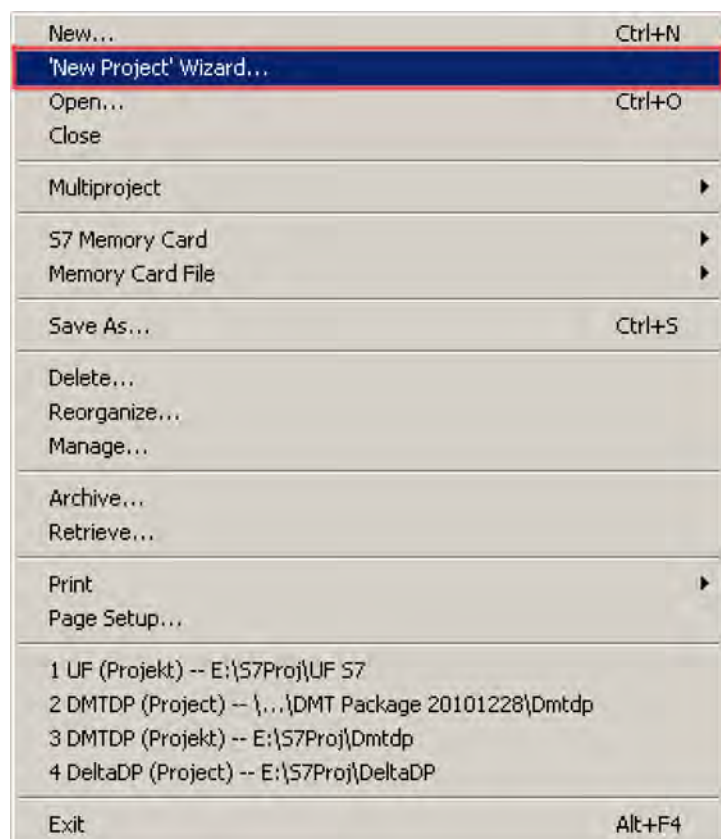 New... Ctrl+N
'New Project' Wizard...
Open... Ctrl+O
Close
Multiproject
S7 Memory Card
Memory Card File
Save As... Ctrl+S
Delete...
Reorganize...
Manage...
Archive...
Retrieve...
Print
Page Setup...
1 UF (Projekt) -- E:\S7Proj\UF S7
2 DMTDP (Project) -- \...\DMT Package 20101228\Dmtdp
3 DMTDP (Projekt) -- E:\S7Proj\Dmtdp
4 DeltaDP (Project) -- E:\S7Proj\DeltaDP
Exit Alt+F4